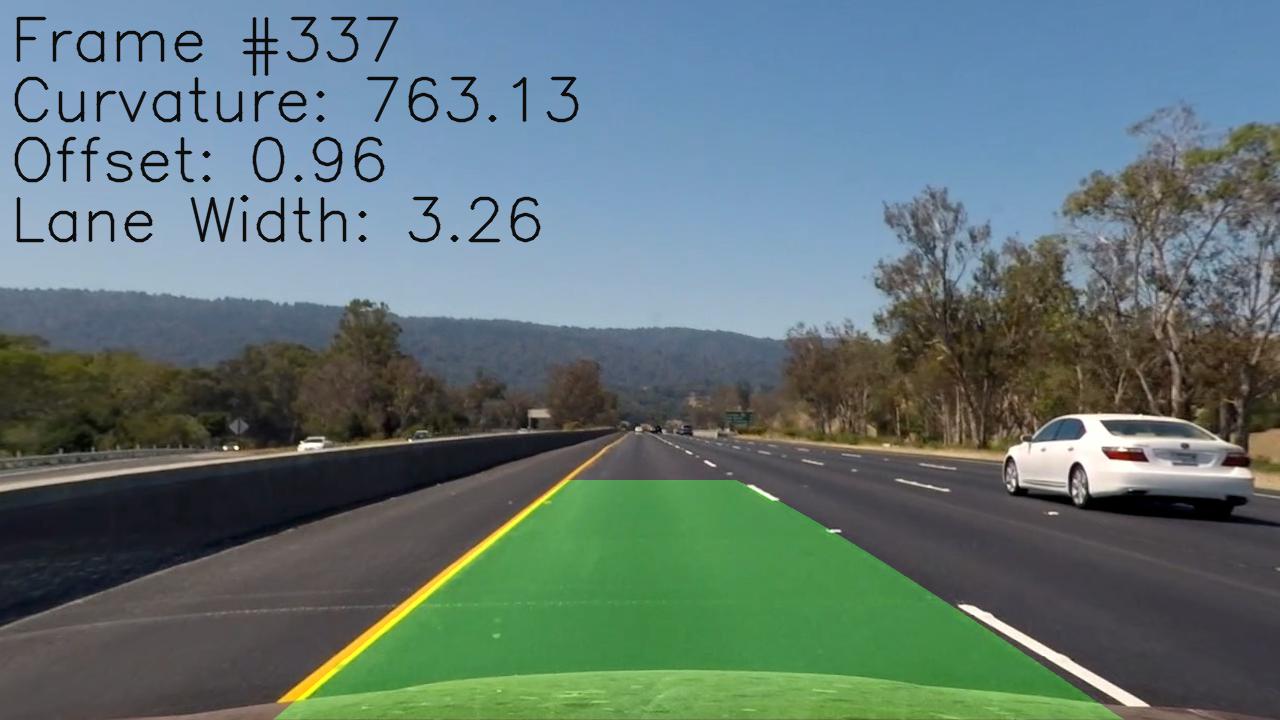 Frame #337
Curvature: 763.13
Offset: 0.96
Lane Width: 3.26